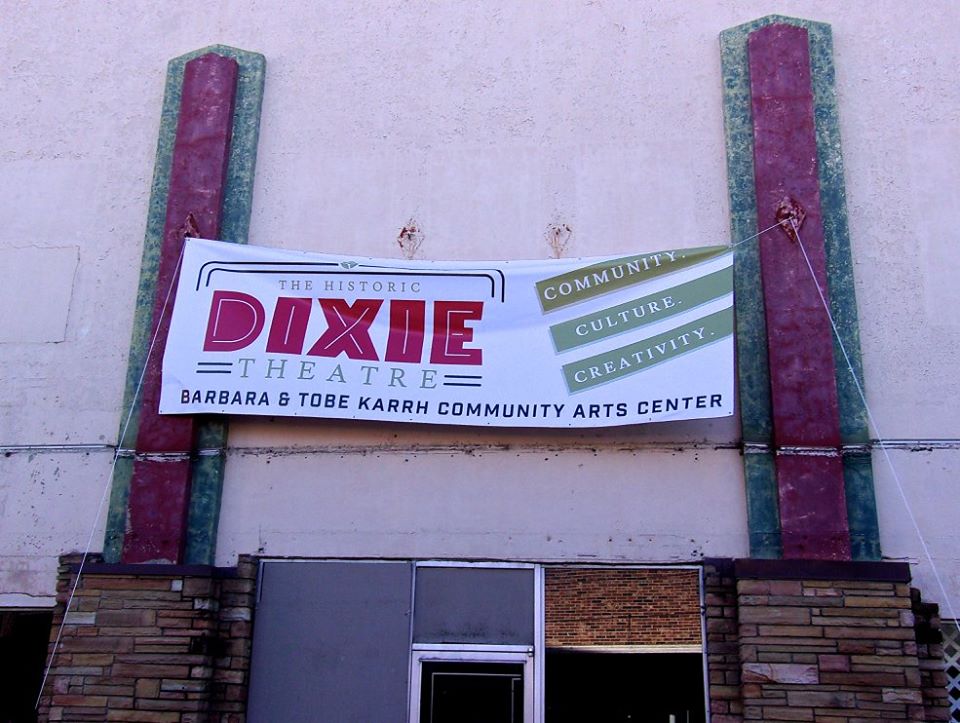 THE HISTORIC
DIXIE
THEATRE
COMMUNITY.
CULTURE.
CREATIVITY.
BARBARA & TOBE KARRH COMMUNITY ARTS CENTER